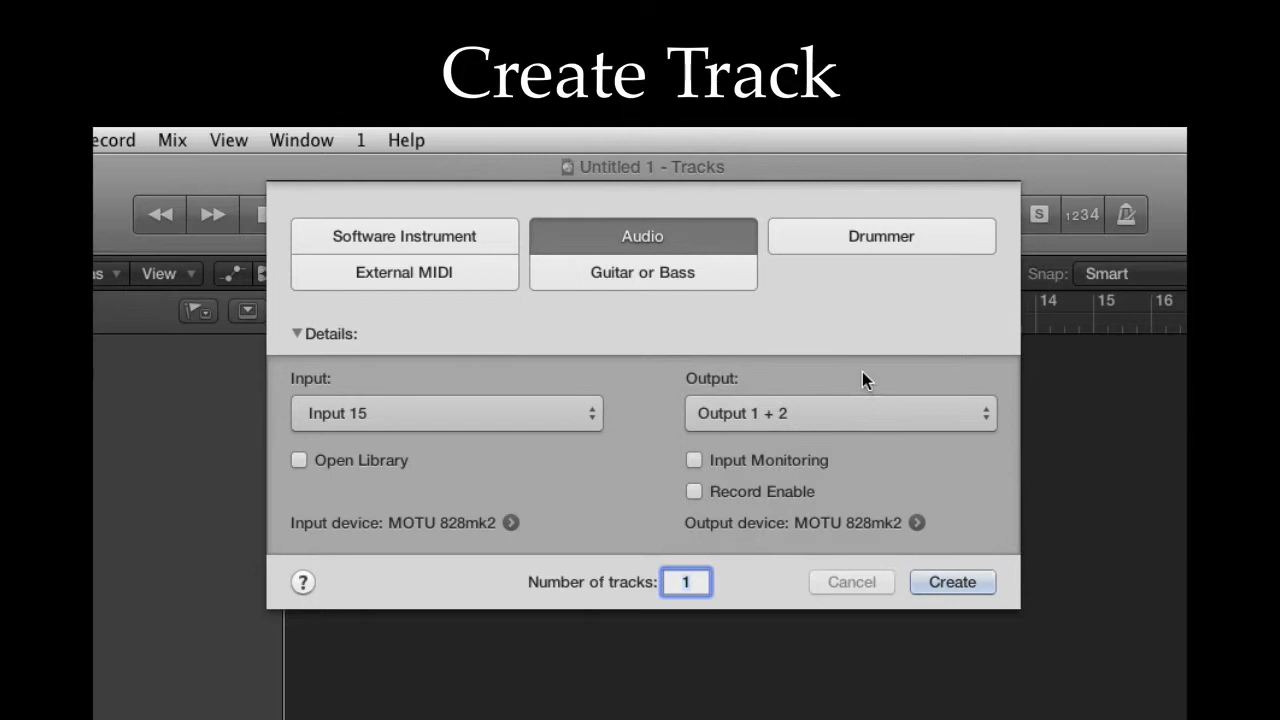 Create Track
ecord Mix View Window 1 Help
Untitled 1 - Tracks
S 1234
Software Instrument Audio Drummer
External MIDI Guitar or Bass
s View Snap: Smart
14 15 16
Details:
Input: Output:
Input 15 Output 1 + 2
Open Library Input Monitoring
Record Enable
Input device: MOTU 828mk2 Output device: MOTU 828mk2
? Number of tracks: 1 Cancel Create